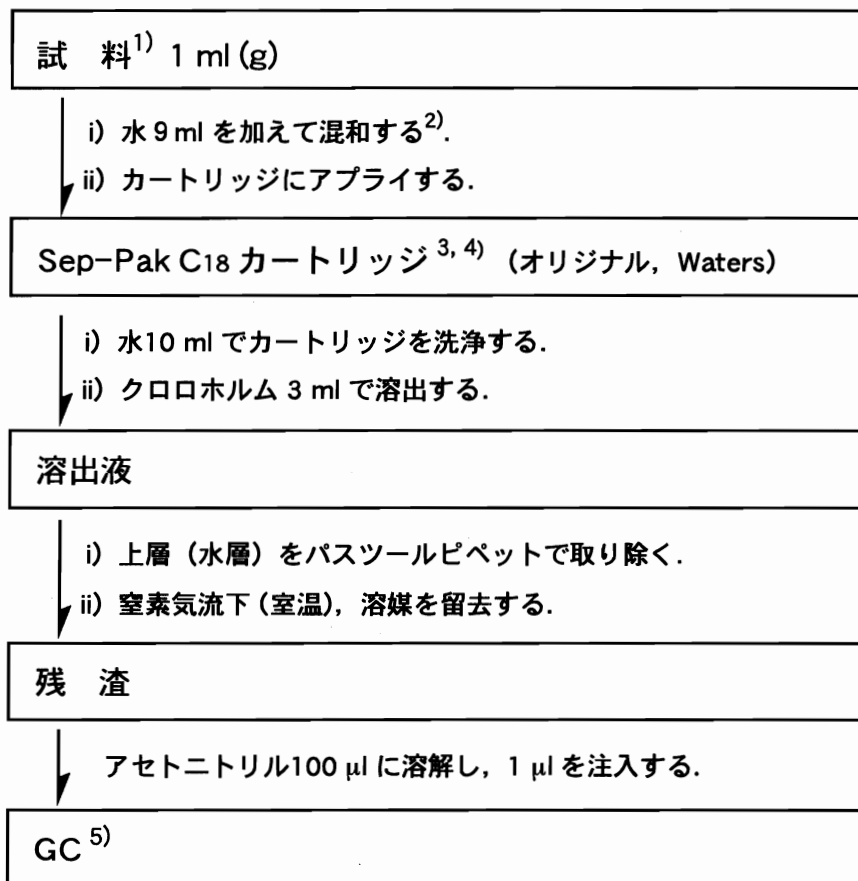 試 料1) 1 ml (g)
i) 水 9 ml を加えて混和する2).
ii) カートリッジにアプライする.
Sep-Pak C18 カートリッジ 3, 4) (オリジナル, Waters)
i) 水10 ml でカートリッジを洗浄する.
ii) クロロホルム 3 ml で溶出する.
溶出液
i) 上層 (水層) をパスツールピペットで取り除く.
ii) 窒素気流下 (室温), 溶媒を留去する.
残 渣
アセトニトリル100 μl に溶解し, 1 μl を注入する.
GC 5)